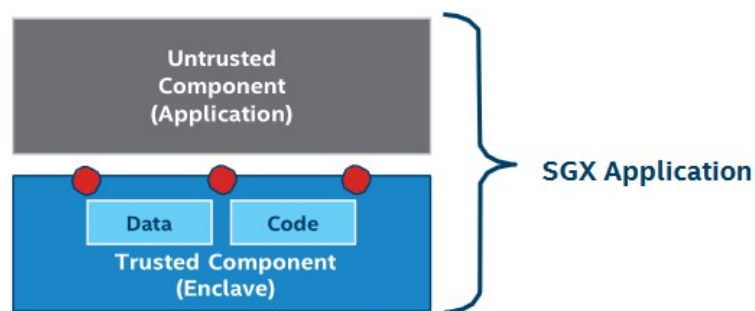 Untrusted
Component
(Application)
SGX Application
Data
Code
Trusted Component
(Enclave)